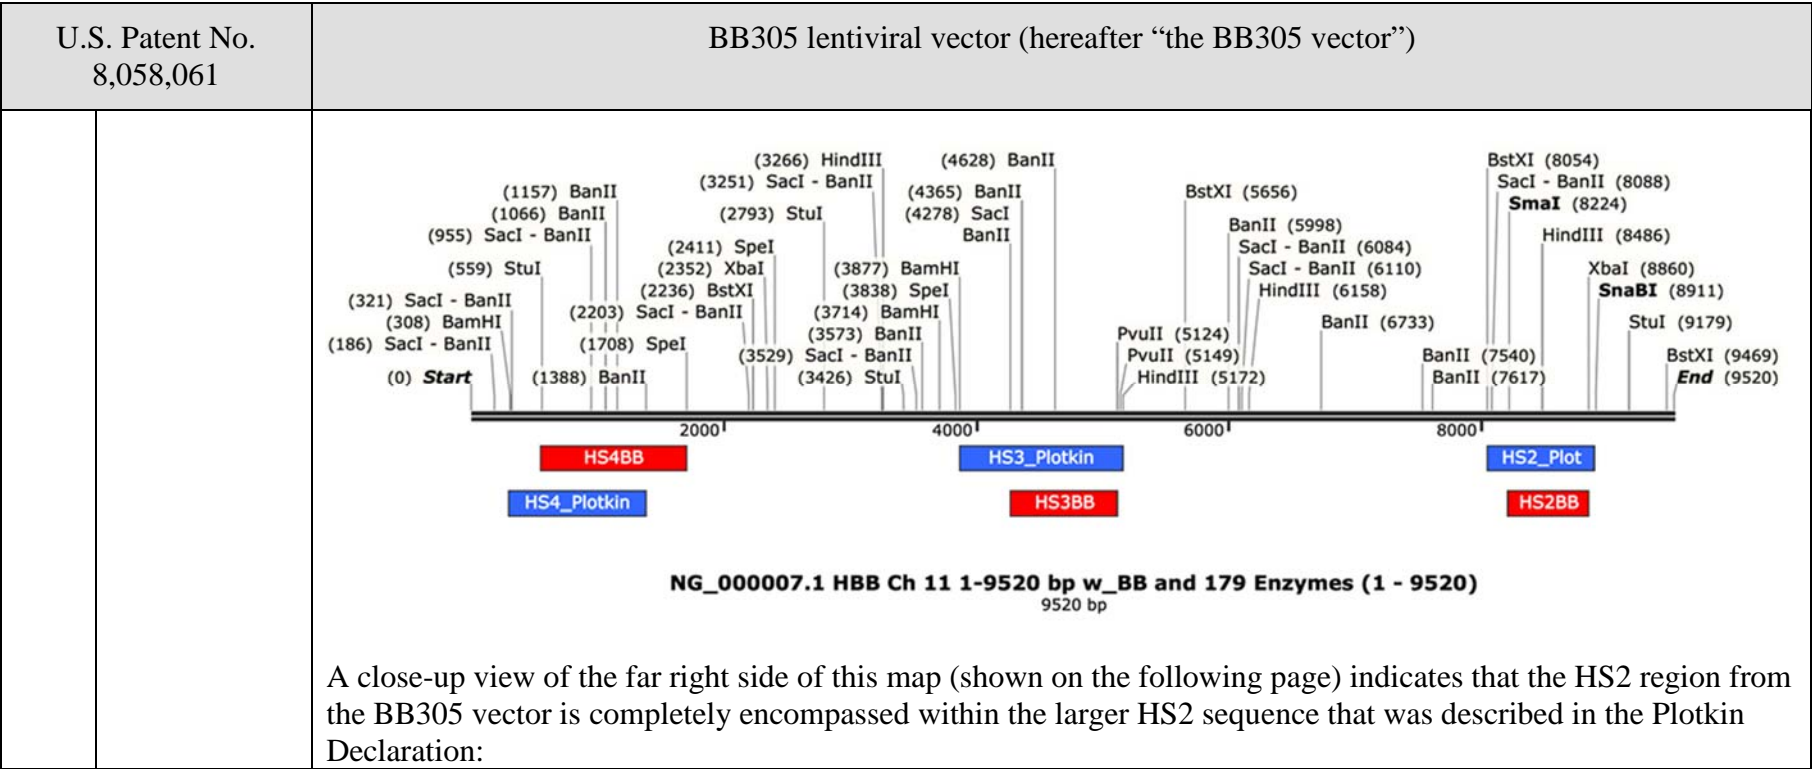 U.S. Patent No.
8,058,061
BB305 lentiviral vector (hereafter “the BB305 vector”)
(3266) HindIII
(4628) BanII
BstXI (8054)
(3251) SacI - BanII
SacI - BanII (8088)
(1157) BanII
(4365) BanII
BstXI (5656)
SmaI (8224)
(1066) BanII
(2793) StuI
(4278) SacI
BanII (5998)
(955) SacI - BanII
BanII
HindIII (8486)
(2411) SpeI
SacI - BanII (6084)
(559) StuI
(2352) XbaI
(3877) BamHI
SacI - BanII (6110)
XbaI (8860)
(2236) BstXI
(3838) SpeI
HindIII (6158)
SnaBI (8911)
(321) SacI - BanII
(2203) SacI - BanII
(3714) BamHI
(308) BamHI
BanII (6733)
StuI (9179)
(3573) BanII
PvuII (5124)
(186) SacI - BanII
(1708) SpeI
(3529) SacI - BanII
PvuII (5149)
BanII (7540)
BstXI (9469)
(0) Start
(1388) BanII
(3426) StuI
HindIII (5172)
BanII (7617)
End (9520)
2000
4000
6000
8000
HS4BB
HS3_Plotkin
HS2_Plot
HS4_Plotkin
HS3BB
HS2BB
NG_000007.1 HBB Ch 11 1-9520 bp w_BB and 179 Enzymes (1 - 9520)
9520 bp
A close-up view of the far right side of this map (shown on the following page) indicates that the HS2 region from
the BB305 vector is completely encompassed within the larger HS2 sequence that was described in the Plotkin
Declaration: